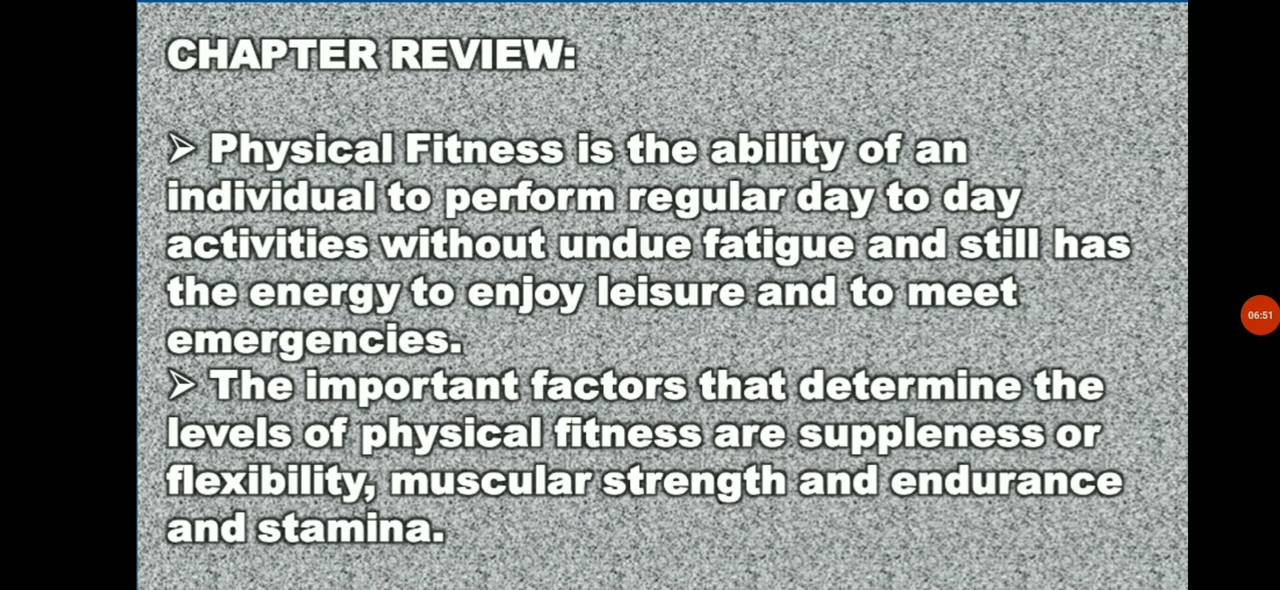 CHAPTER REVIEW:
➢ Physical Fitness is the ability of an
individual to perform regular day to day
activities without undue fatigue and still has
the energy to enjoy leisure and to meet
emergencies.
➢ The important factors that determine the
levels of physical fitness are suppleness or
flexibility, muscular strength and endurance
and stamina.
06:51